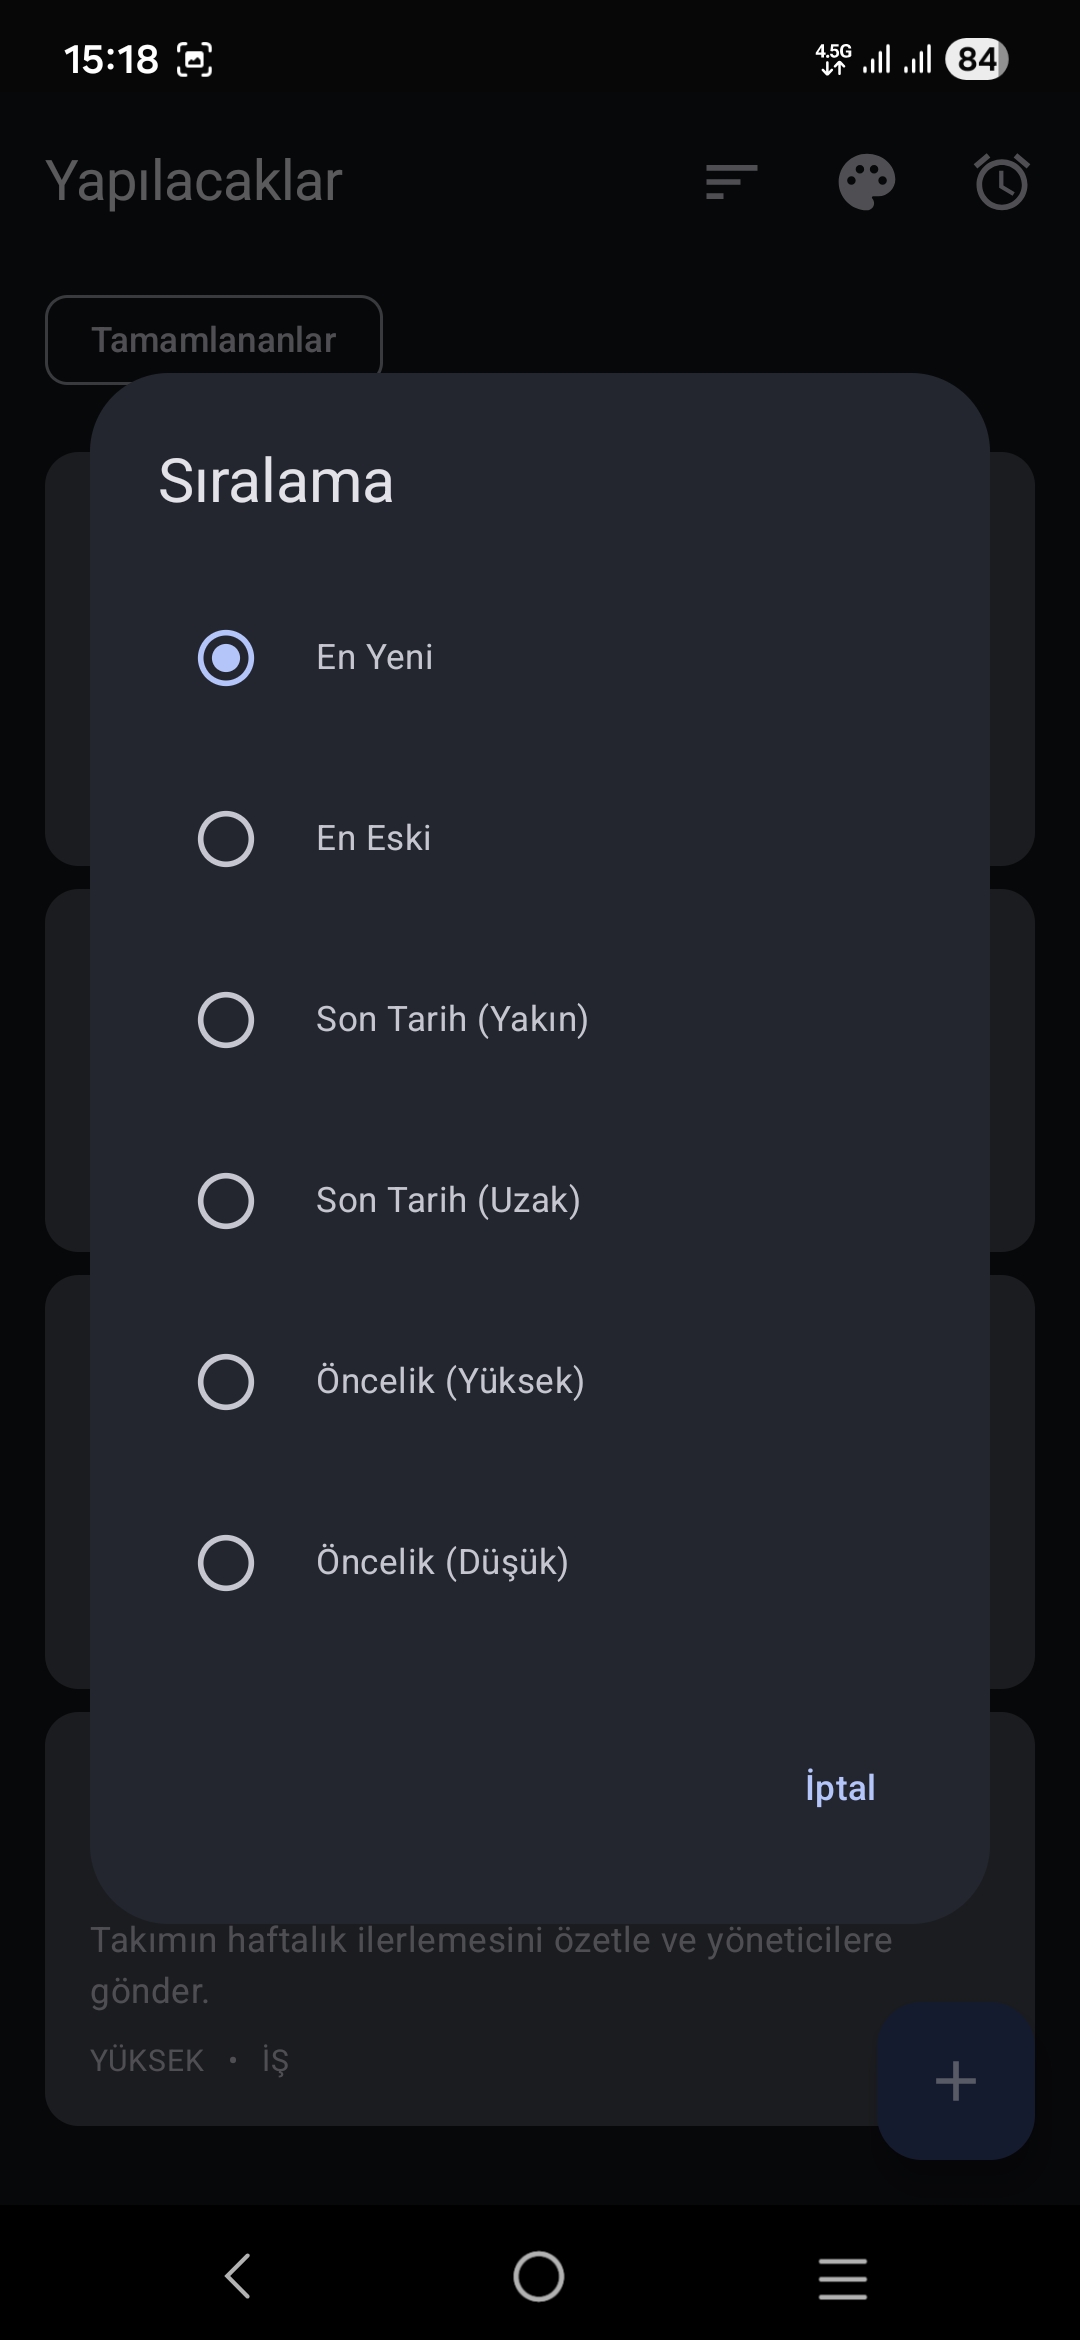 15:18
4.5G
84
Yapılacaklar
Tamamlananlar
Sıralama
En Yeni
En Eski
Son Tarih (Yakın)
Son Tarih (Uzak)
Öncelik (Yüksek)
Öncelik (Düşük)
İptal
Takımın haftalık ilerlemesini özetle ve yöneticilere
gönder.
YÜKSEK • İŞ